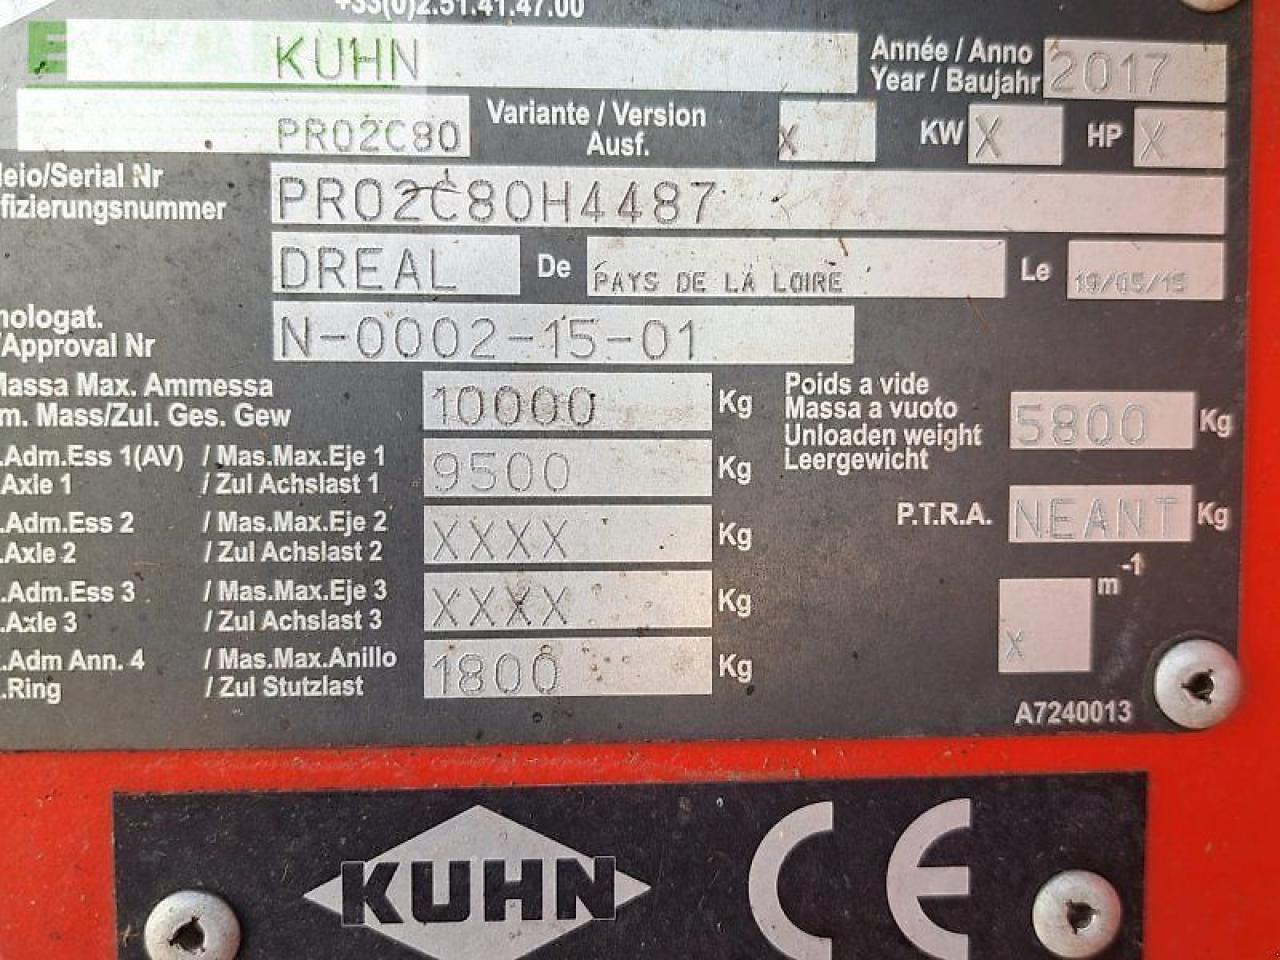 +33(0)2.51.41.47.00
KUHN Année / Anno 2017
Year / Baujahr
PRO2C80 Variante / Version X KW X HP X
Ausf.
/Serial Nr PRO2C80H4487
fizierungsnummer
DREAL De PAYS DE LA LOIRE Le 19/05/15
ologat. N-0002-15-01
/Approval Nr
Massa Max. Ammessa 10000 Kg Poids a vide 5800 Kg
m. Mass/Zul. Ges. Gew Massa a vuoto
Unloaden weight
Leergewicht
.Adm.Ess 1(AV) / Mas.Max.Eje 1 9500 Kg
.Axle 1 / Zul Achslast 1
P.T.R.A. NEANT Kg
.Adm.Ess 2 / Mas.Max.Eje 2 XXXX Kg
.Axle 2 / Zul Achslast 2
.Adm.Ess 3 / Mas.Max.Eje 3 XXXX Kg X m-1
.Axle 3 / Zul Achslast 3
.Adm Ann. 4 / Mas.Max.Anillo 1800 Kg
.Ring / Zul Stutzlast
A7240013
KUHN CE